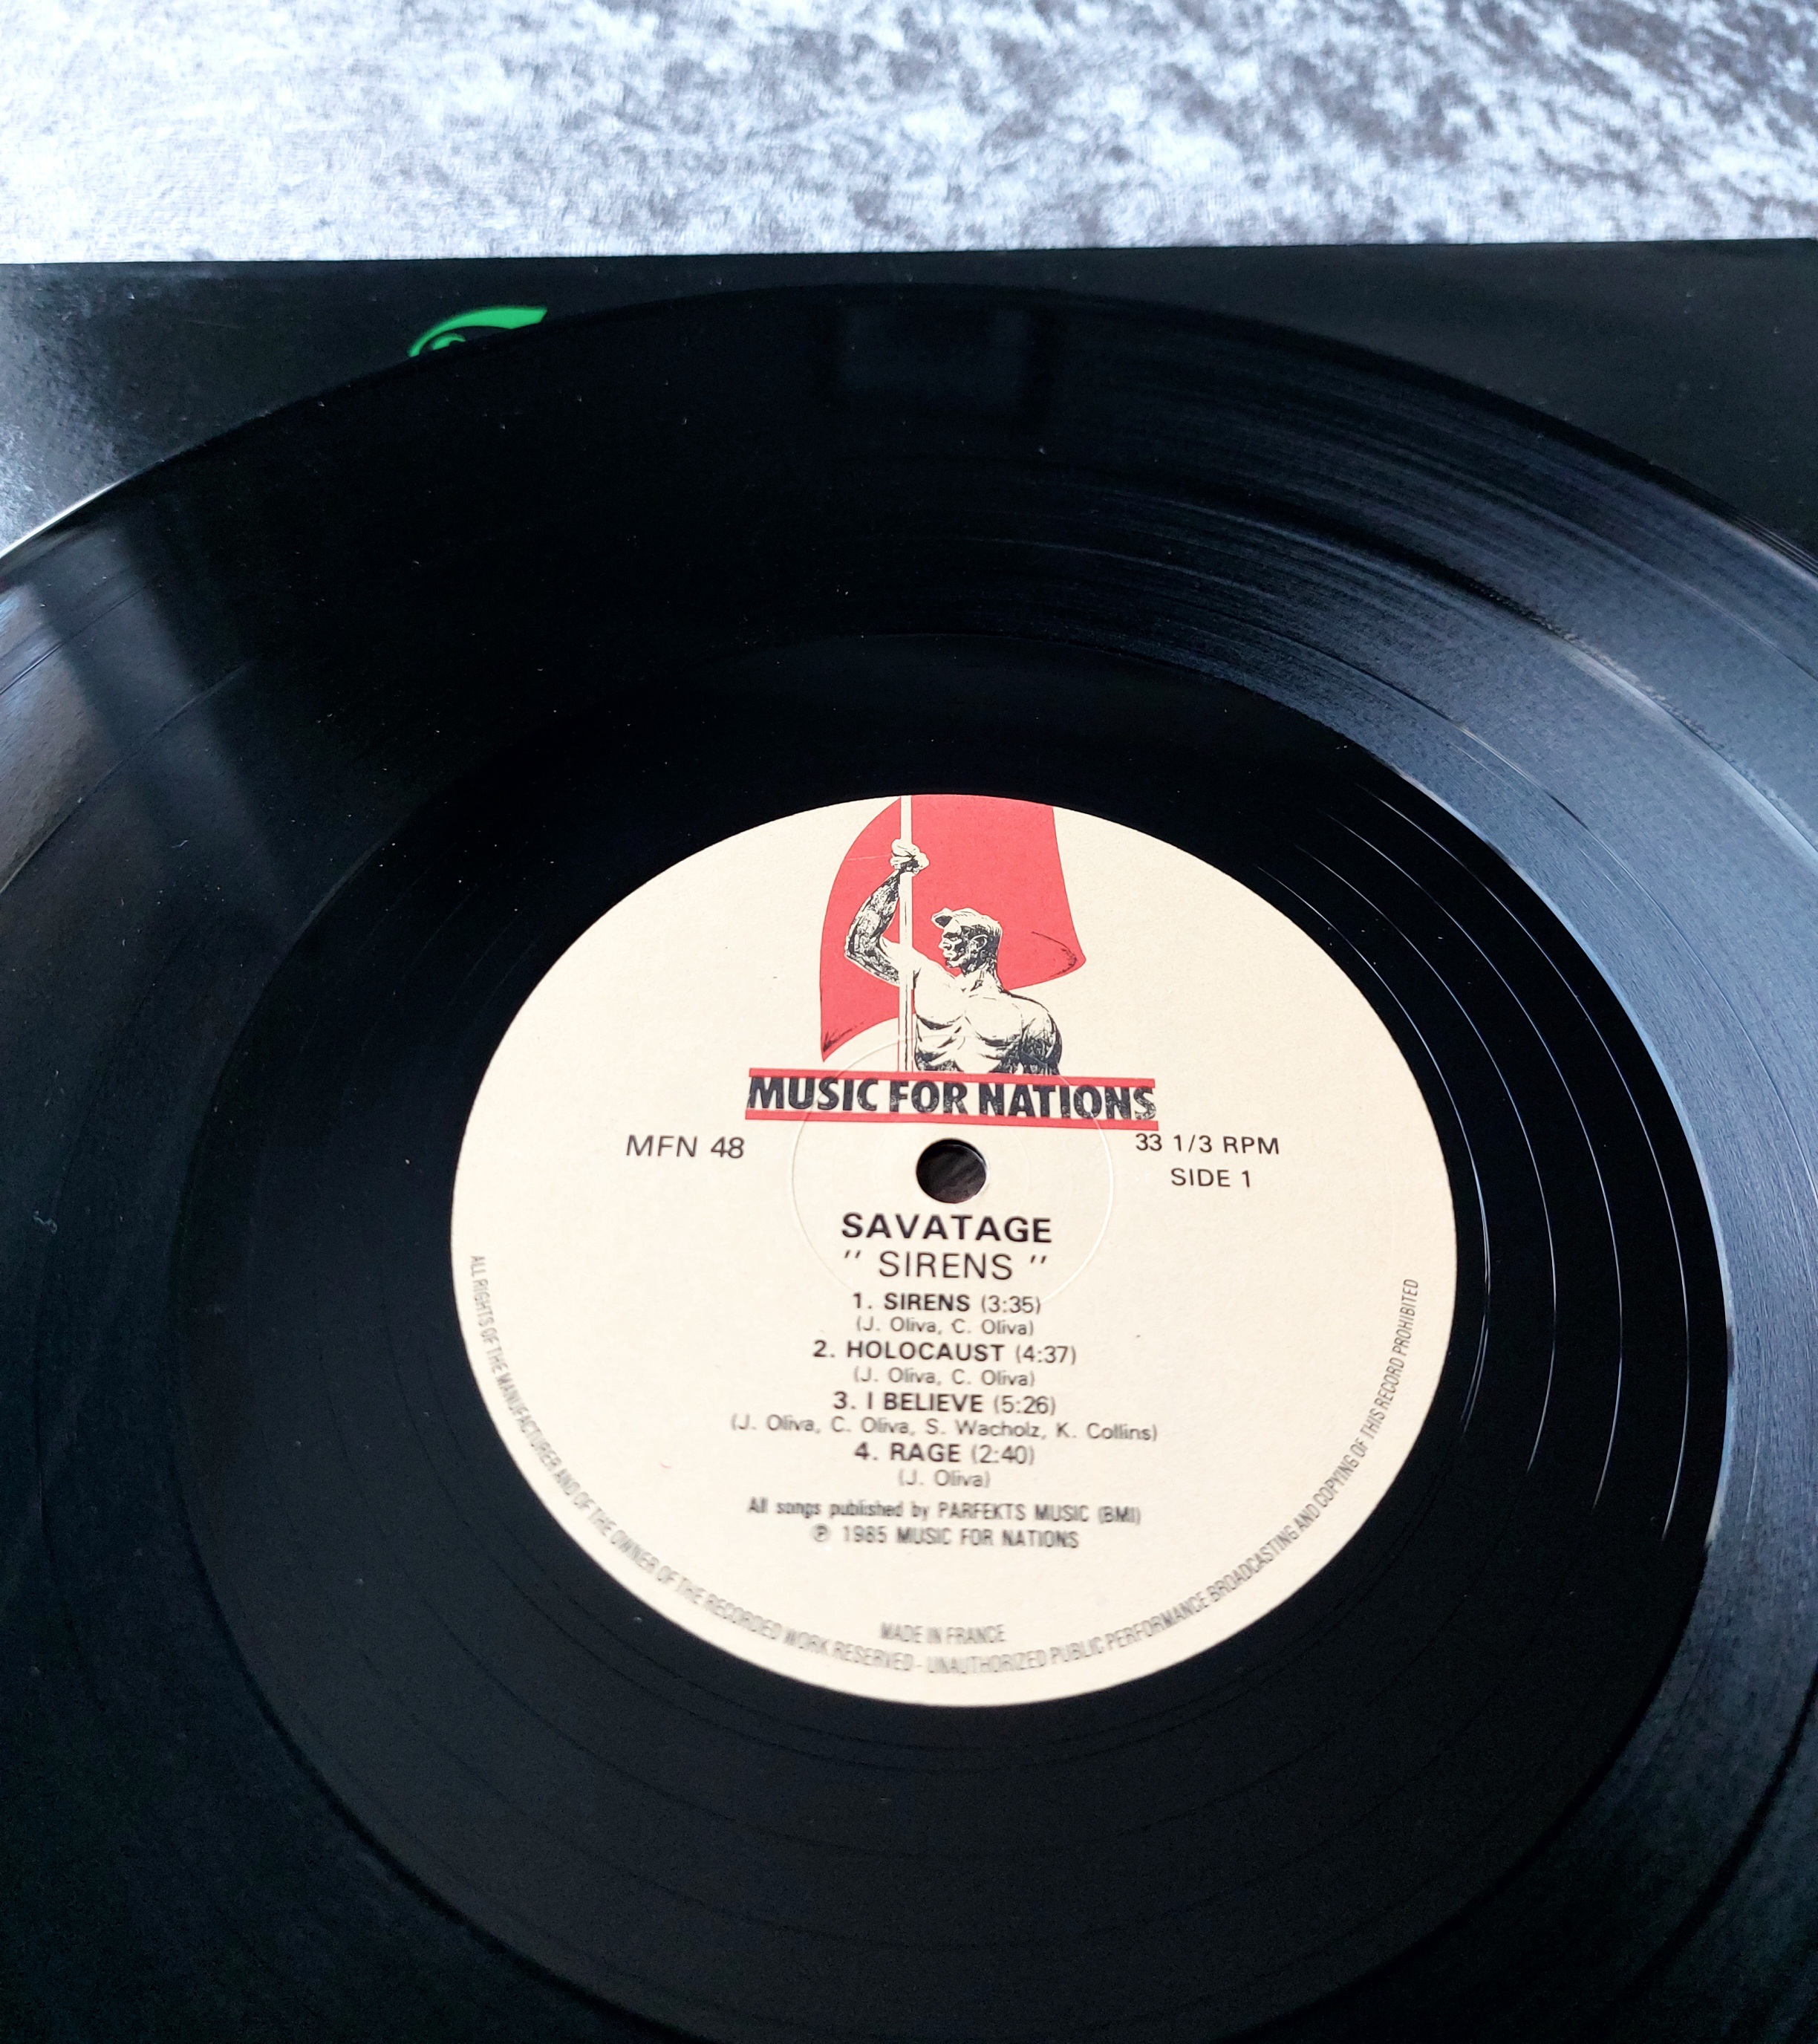 MUSIC FOR NATIONS
MFN 48
33 1/3 RPM
SIDE 1
SAVATAGE
" SIRENS "
1. SIRENS (3:35)
(J. Oliva, C. Oliva)
2. HOLOCAUST (4:37)
(J. Oliva, C. Oliva)
3. I BELIEVE (5:26)
(J. Oliva, C. Oliva, S. Wacholz, K. Collins)
4. RAGE (2:40)
(J. Oliva)
All songs published by PARFEKTS MUSIC (BMI)
℗ 1985 MUSIC FOR NATIONS
MADE IN FRANCE
ALL RIGHTS OF THE MANUFACTURER AND OF THE OWNER OF THE RECORDED WORK RESERVED - UNAUTHORIZED PUBLIC PERFORMANCE BROADCASTING AND COPYING OF THIS RECORD PROHIBITED